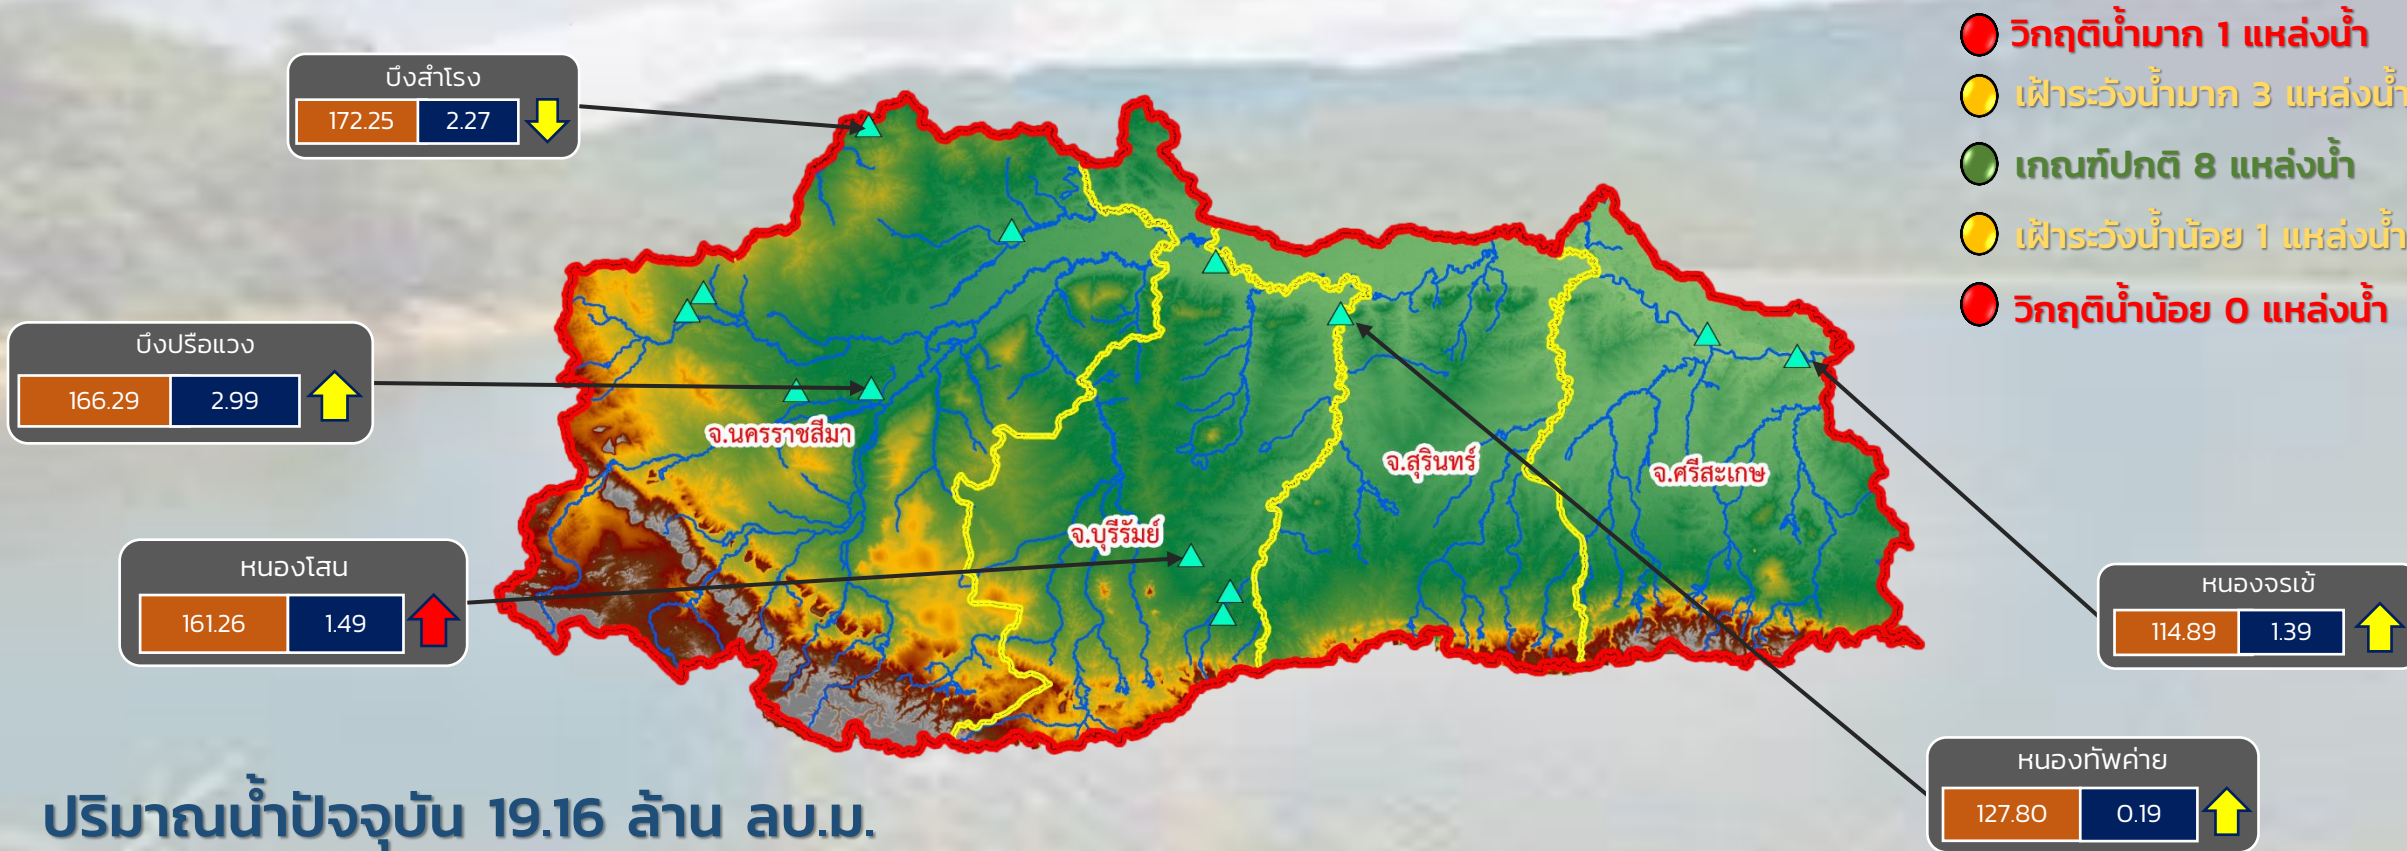 วิกฤติน้ำมาก 1 แหล่งน้ำ
เฝ้าระวังน้ำมาก 3 แหล่งน้ำ
เกณฑ์ปกติ 8 แหล่งน้ำ
เฝ้าระวังน้ำน้อย 1 แหล่งน้ำ
วิกฤติน้ำน้อย 0 แหล่งน้ำ
บึงสำโรง
172.25 2.27
บึงปรือแวง
166.29 2.99
หนองโสน
161.26 1.49
จ.นครราชสีมา
จ.บุรีรัมย์
จ.สุรินทร์
จ.ศรีสะเกษ
หนองจรเข้
114.89 1.39
หนองทัพค่าย
127.80 0.19
ปริมาณน้ำปัจจุบัน 19.16 ล้าน ลบ.ม.